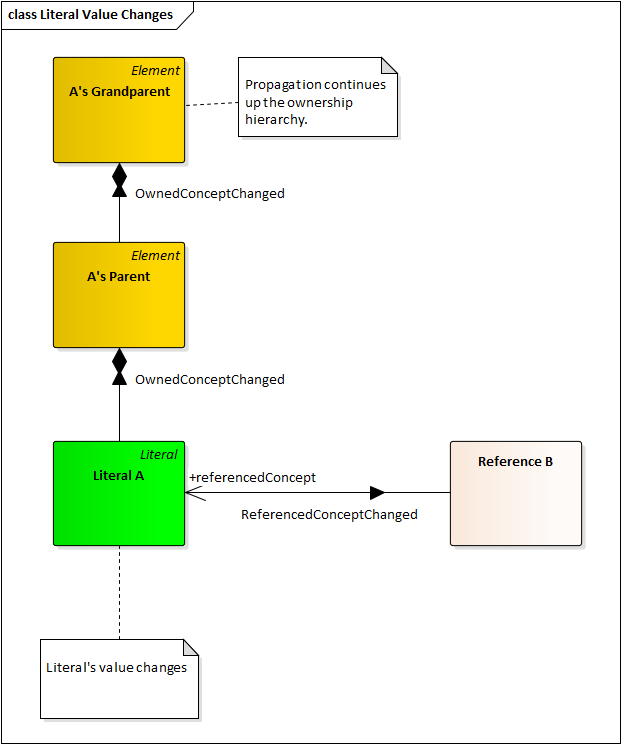 class Literal Value Changes
Element
A's Grandparent
Propagation continues
up the ownership
hierarchy.
OwnedConceptChanged
Element
A's Parent
OwnedConceptChanged
Literal
Literal A
+referencedConcept
Reference B
ReferencedConceptChanged
Literal's value changes